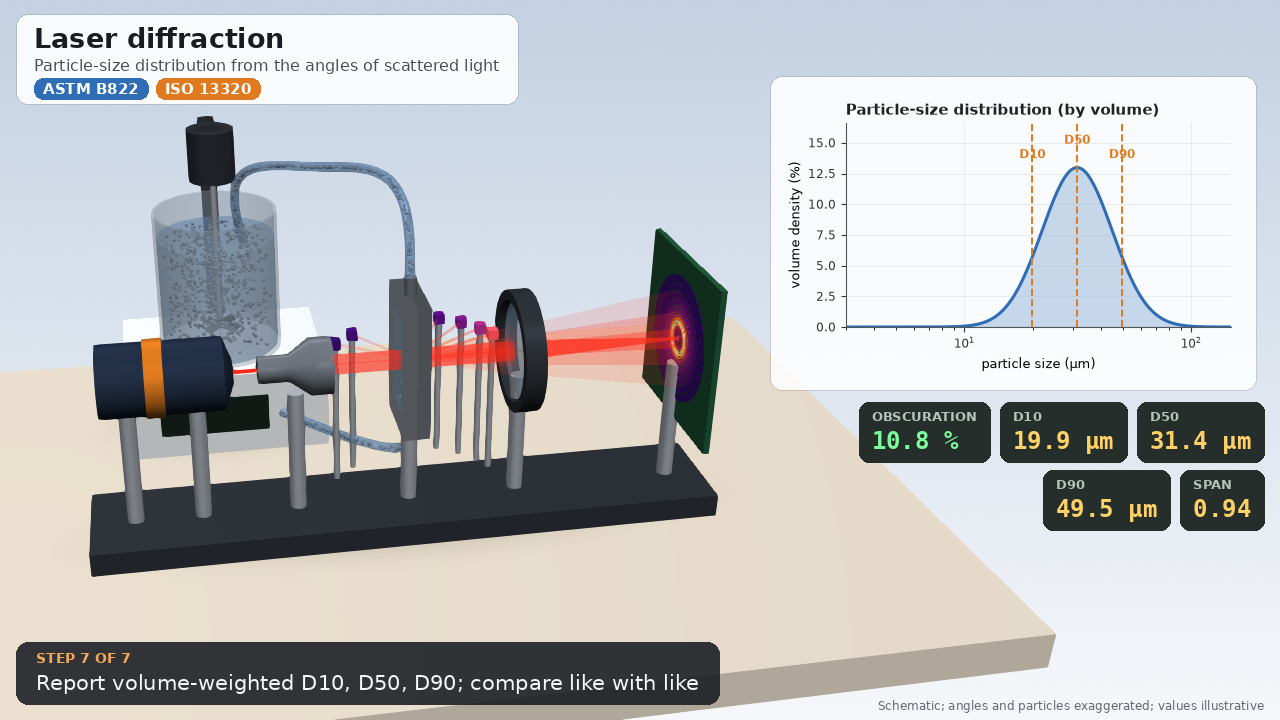 Laser diffraction
Particle-size distribution from the angles of scattered light
ASTM B822 ISO 13320
Particle-size distribution (by volume)
D10 D50 D90
volume density (%)
15.0
12.5
10.0
7.5
5.0
2.5
0.0
10¹ 10²
particle size (µm)
OBSCURATION
10.8 %
D10
19.9 µm
D50
31.4 µm
D90
49.5 µm
SPAN
0.94
STEP 7 OF 7
Report volume-weighted D10, D50, D90; compare like with like
Schematic; angles and particles exaggerated; values illustrative